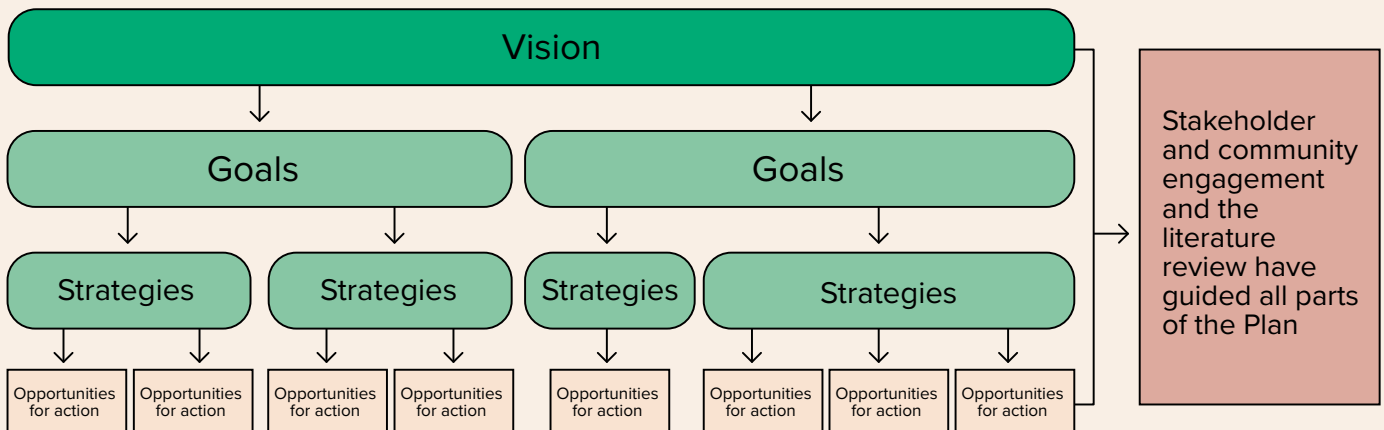 Vision
Goals
Goals
Strategies
Strategies
Strategies
Strategies
Opportunities
for action
Opportunities
for action
Opportunities
for action
Opportunities
for action
Opportunities
for action
Opportunities
for action
Opportunities
for action
Opportunities
for action
Stakeholder
and community
engagement
and the
literature
review have
guided all parts
of the Plan